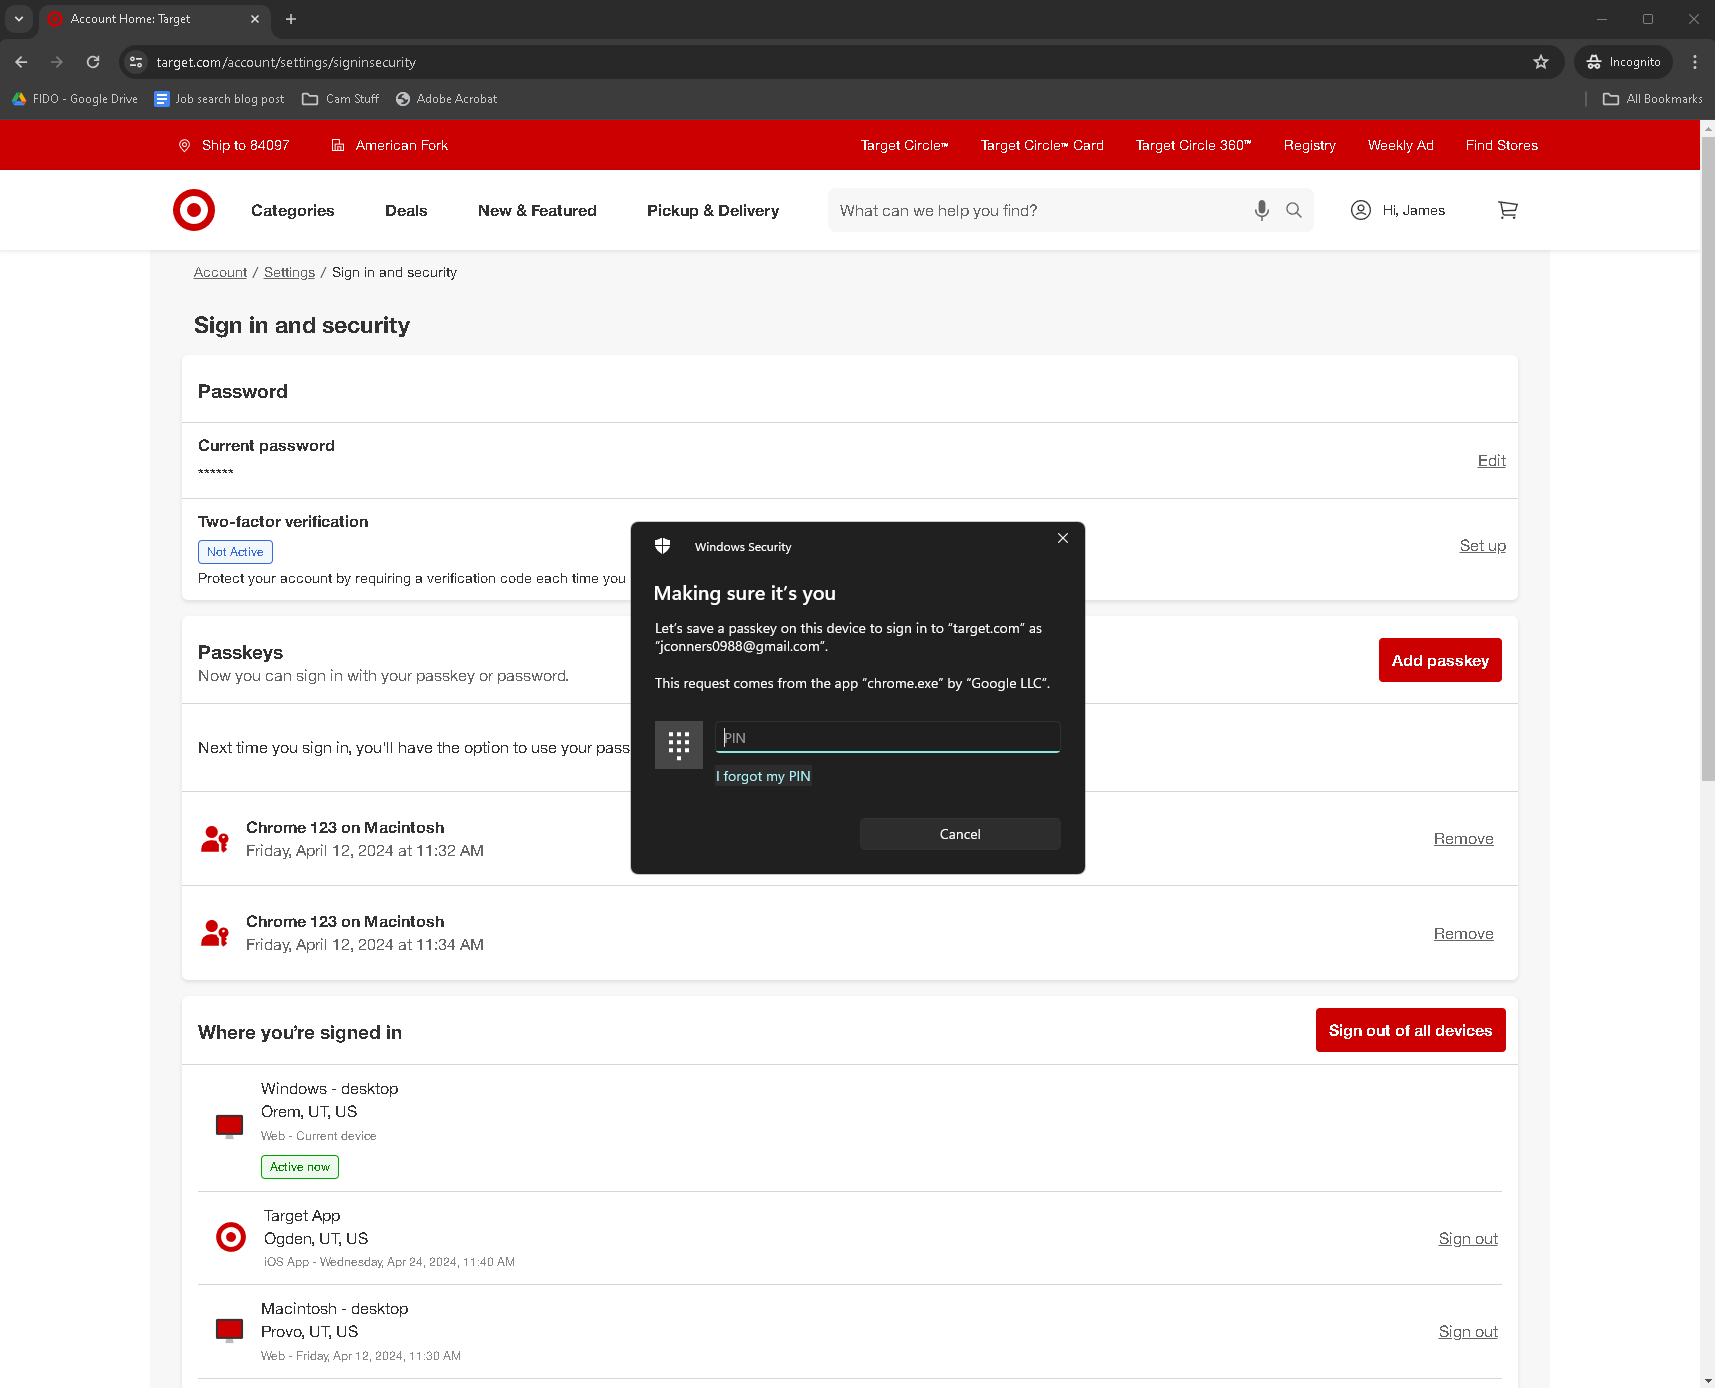 Account Home: Target
target.com/account/settings/signinsecurity
Incognito
FIDO - Google Drive
Job search blog post
Cam Stuff
Adobe Acrobat
All Bookmarks
Ship to 84097
American Fork
Target Circle™
Target Circle™ Card
Target Circle 360™
Registry
Weekly Ad
Find Stores
Categories
Deals
New & Featured
Pickup & Delivery
What can we help you find?
Hi, James
Account / Settings / Sign in and security
Sign in and security
Password
Current password
******
Edit
Two-factor verification
Not Active
Set up
Protect your account by requiring a verification code each time you
Windows Security
Making sure it's you
Let's save a passkey on this device to sign in to "target.com" as
"jconners0988@gmail.com".
This request comes from the app "chrome.exe" by "Google LLC".
PIN
I forgot my PIN
Cancel
Passkeys
Now you can sign in with your passkey or password.
Add passkey
Next time you sign in, you'll have the option to use your pass
Chrome 123 on Macintosh
Friday, April 12, 2024 at 11:32 AM
Remove
Chrome 123 on Macintosh
Friday, April 12, 2024 at 11:34 AM
Remove
Where you're signed in
Sign out of all devices
Windows - desktop
Orem, UT, US
Web - Current device
Active now
Target App
Ogden, UT, US
iOS App - Wednesday, Apr 24, 2024, 11:40 AM
Sign out
Macintosh - desktop
Provo, UT, US
Web - Friday, Apr 12, 2024, 11:30 AM
Sign out